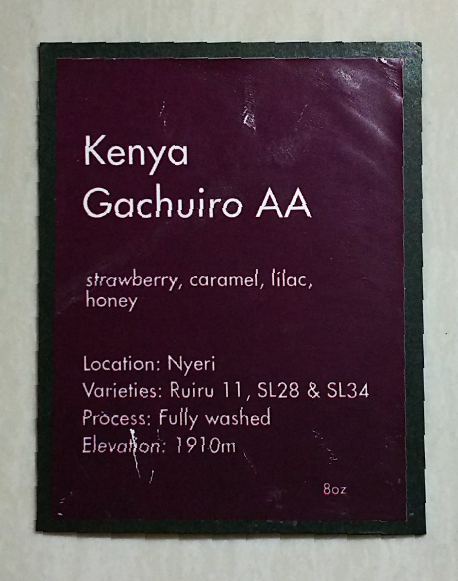 Kenya
Gachuiro AA
strawberry, caramel, lilac,
honey
Location: Nyeri
Varieties: Ruiru 11, SL28 & SL34
Process: Fully washed
Elevation: 1910m
8oz